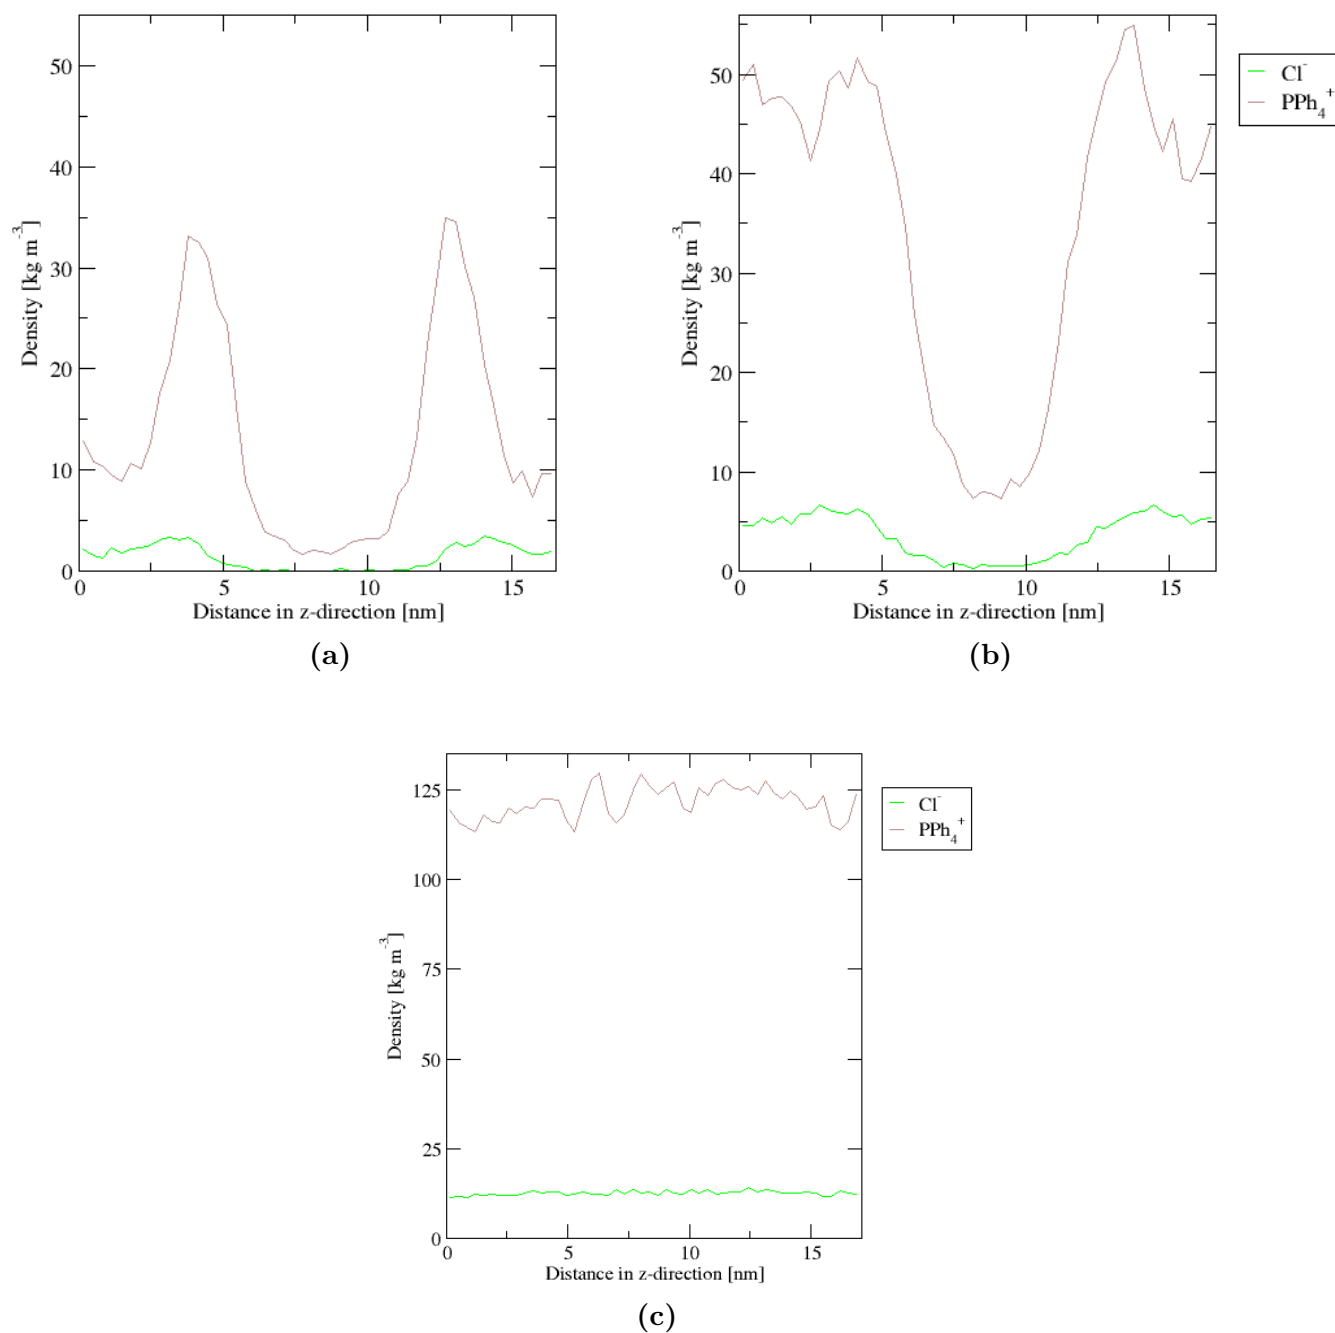 Density [kg m⁻³]
50
40
30
20
10
0
0 5 10 15
Distance in z-direction [nm]
(a)
Density [kg m⁻³]
50
40
30
20
10
0
0 5 10 15
Distance in z-direction [nm]
(b)
Cl⁻
PPh₄⁺
Density [kg m⁻³]
125
100
75
50
25
0
0 5 10 15
Distance in z-direction [nm]
(c)
Cl⁻
PPh₄⁺